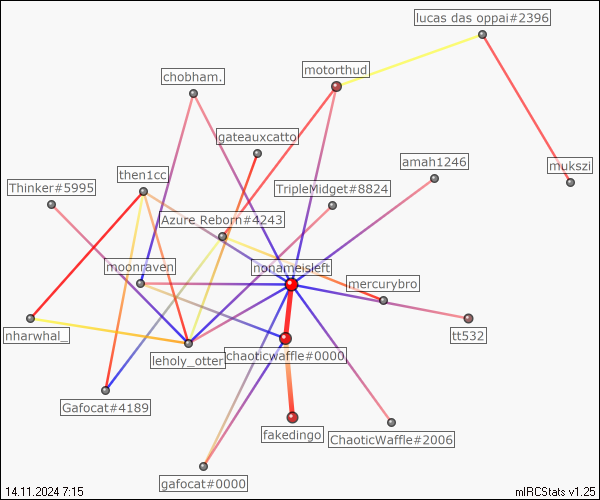 lucas das oppai#2396
motorthud
chobham.
gateauxcatto
mukszi
amah1246
then1cc
Thinker#5995
TripleMidget#8824
Azure Reborn#4243
moonraven
nonameisleft
mercurybro
nharwhal_
tt532
leholy_otter
chaoticwaffle#0000
Gafocat#4189
fakedingo
ChaoticWaffle#2006
gafocat#0000
14.11.2024 7:15
mIRCStats v1.25